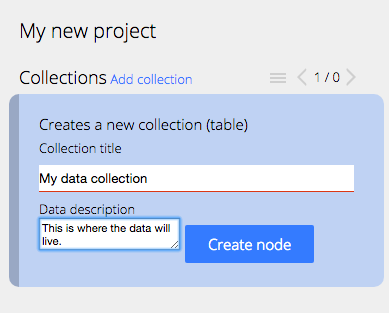 My new project
Collections Add collection 1 / 0
Creates a new collection (table)
Collection title
My data collection
Data description
This is where the data will
live.
Create node